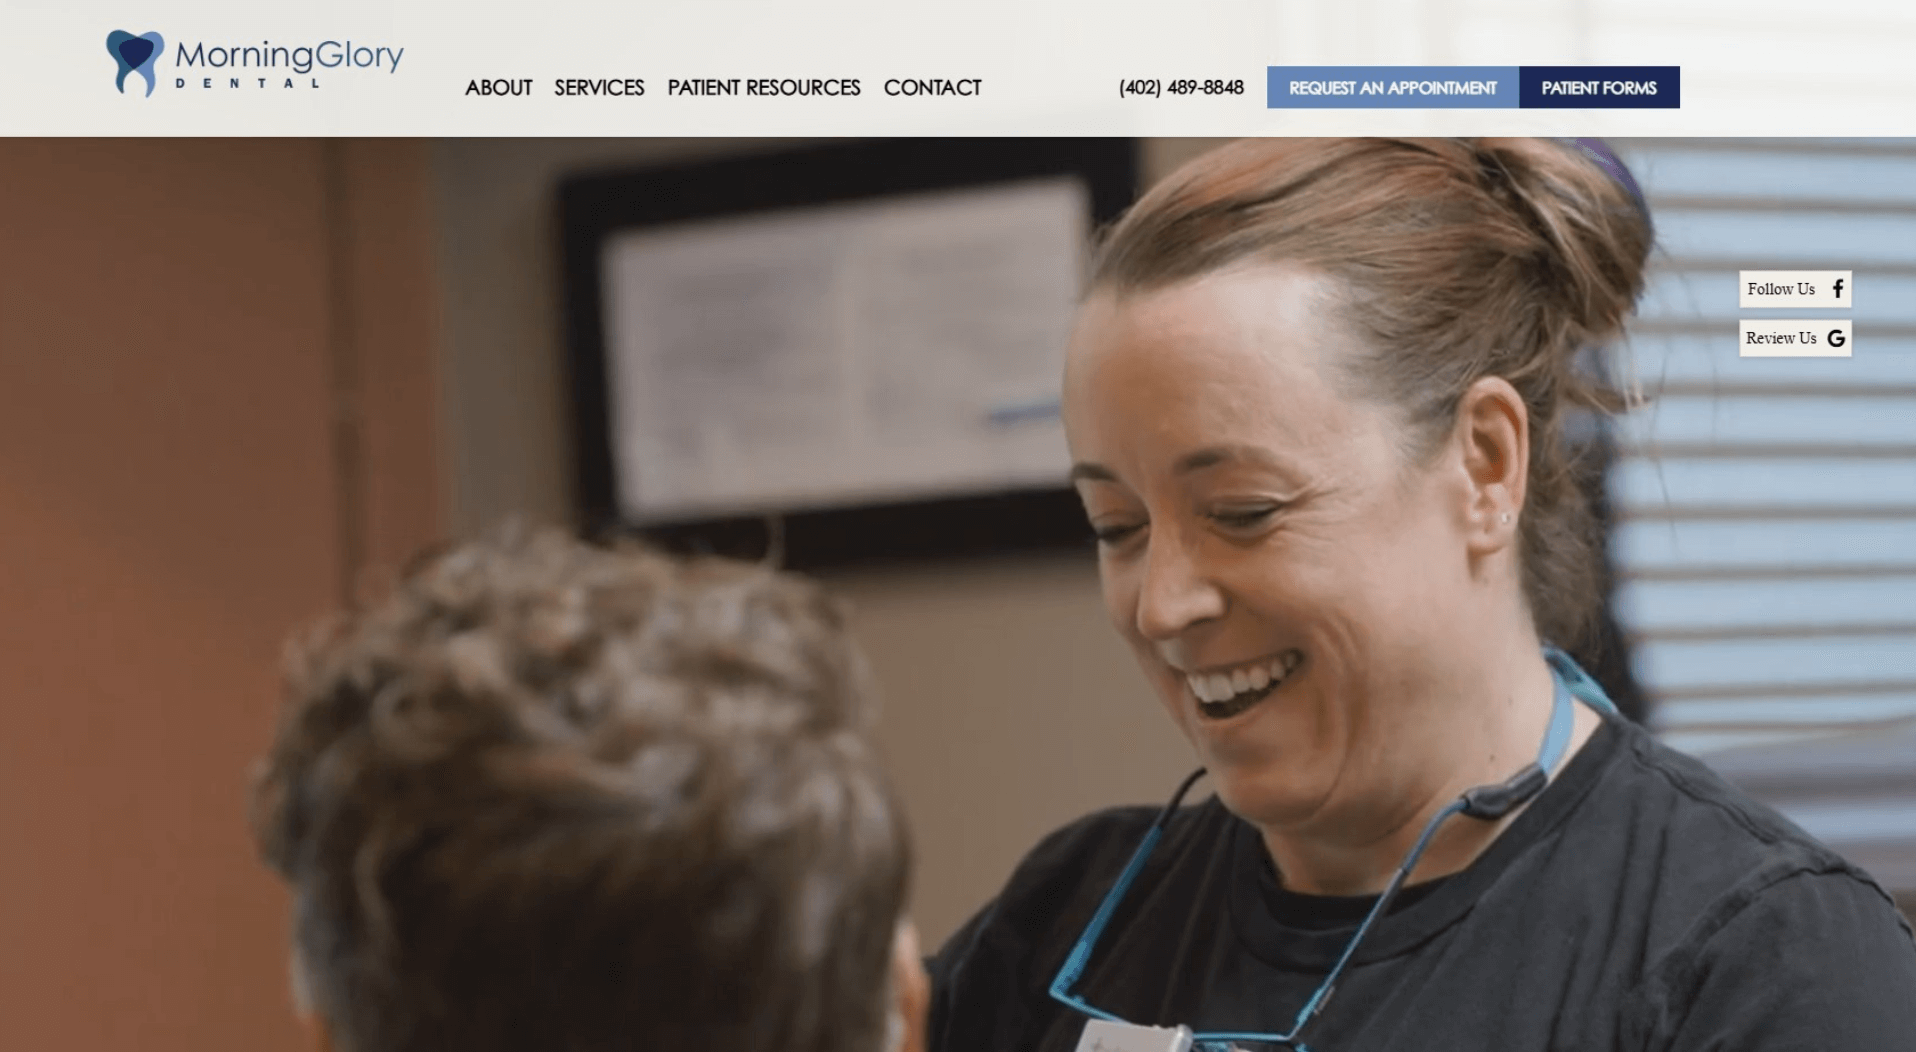 MorningGlory
DENTAL
ABOUT SERVICES PATIENT RESOURCES CONTACT (402) 489-8848 REQUEST AN APPOINTMENT PATIENT FORMS
Follow Us
Review Us G